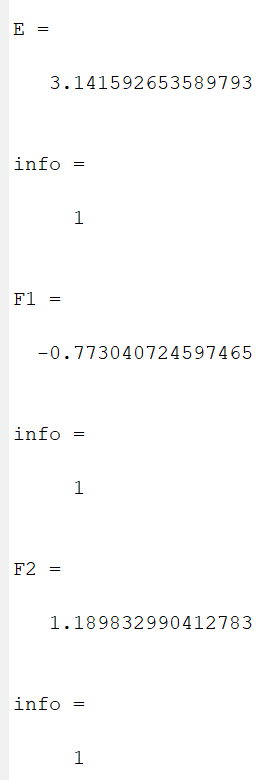 E =
3.141592653589793
info =
1
F1 =
-0.773040724597465
info =
1
F2 =
1.189832990412783
info =
1